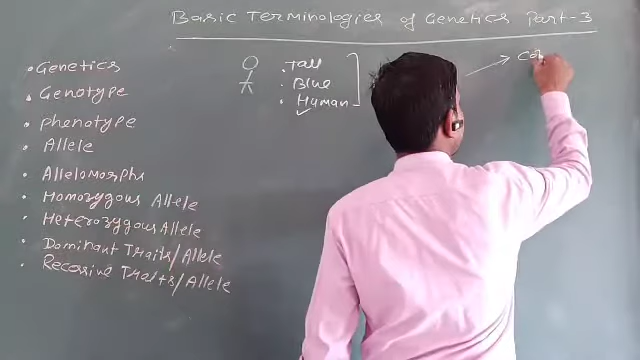 Basic Terminologies of Genetics Part-3
• Genetics
• Genotype
• phenotype
• Allele
• Allelomorphs
• Homozygous Allele
• Heterozygous Allele
• Dominant Traits/Allele
• Recessive Traits/Allele
• Tall
• Blue
• Human